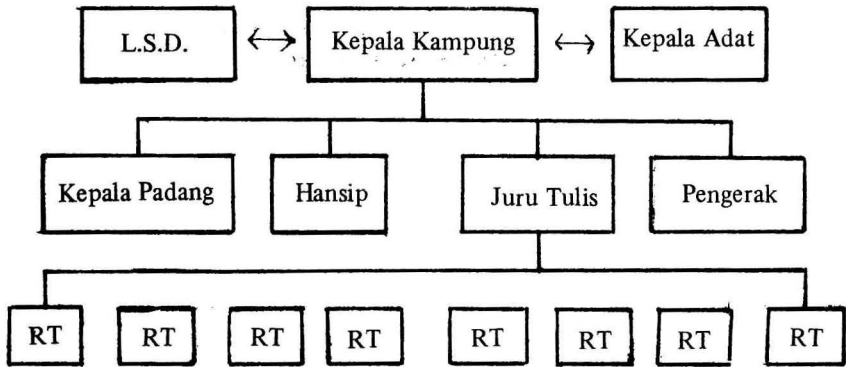 L.S.D. ↔ Kepala Kampung ↔ Kepala Adat
Kepala Padang Hansip Juru Tulis Pengerak
RT RT RT RT RT RT RT RT